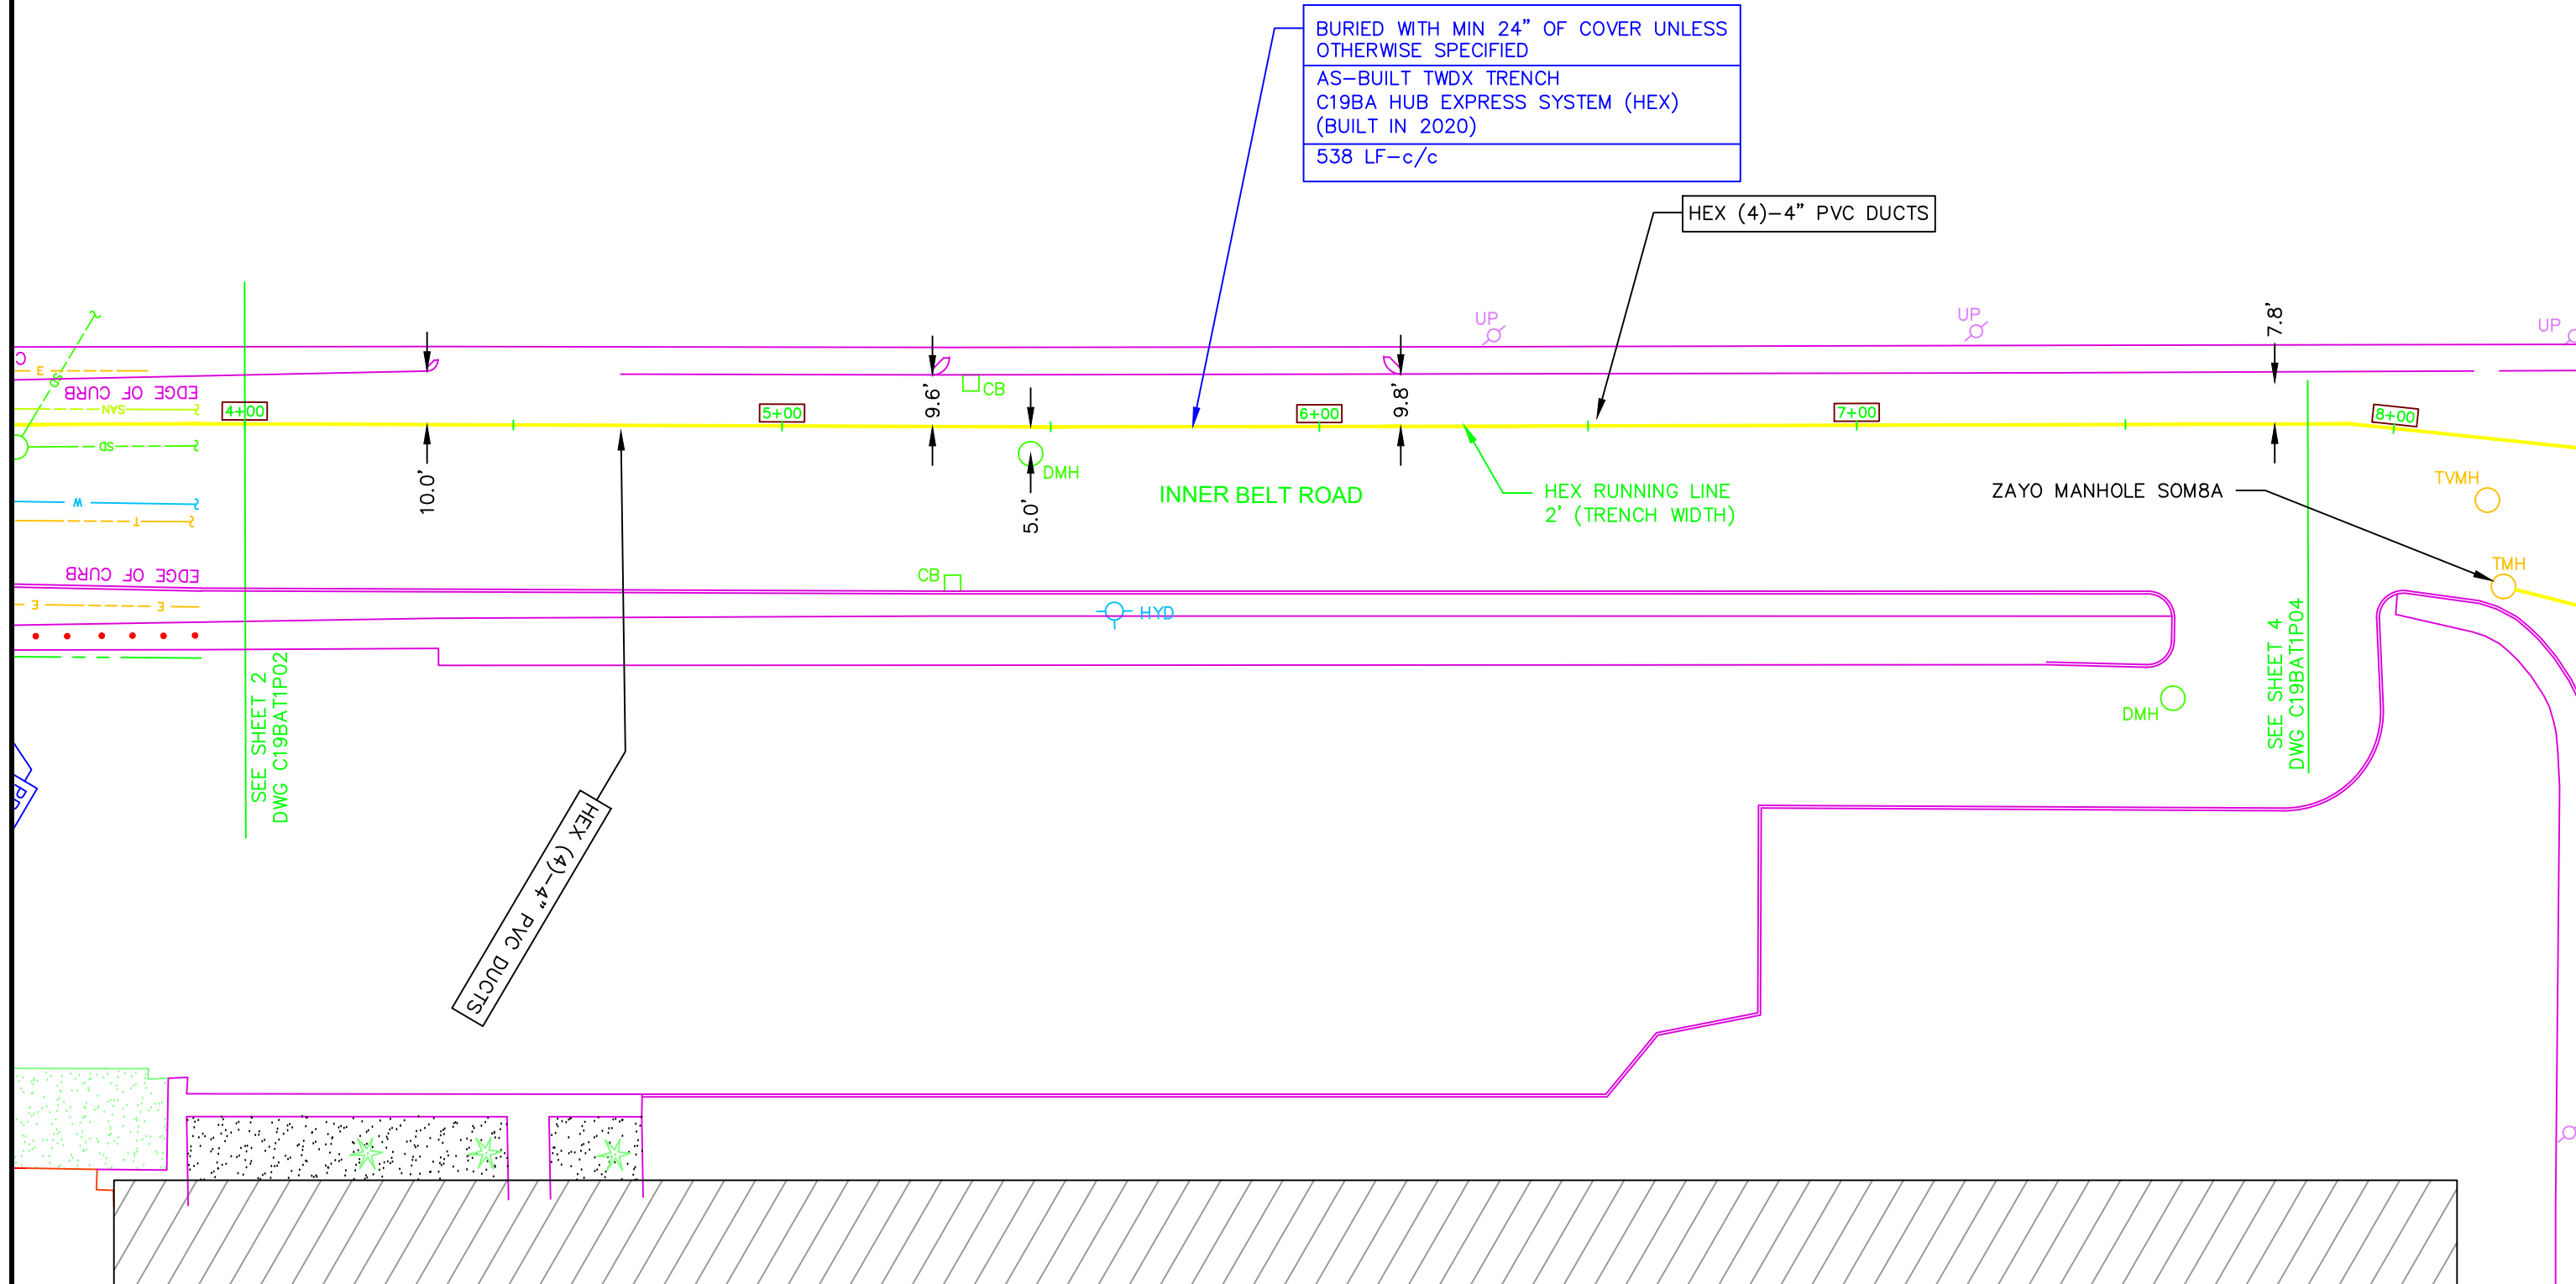 BURIED WITH MIN 24" OF COVER UNLESS
OTHERWISE SPECIFIED
AS-BUILT TWDX TRENCH
C19BA HUB EXPRESS SYSTEM (HEX)
(BUILT IN 2020)
538 LF-c/c
HEX (4)-4" PVC DUCTS
UP
UP
UP
7.8'
C
E
SD
EDGE OF CURB
SAN
4+00
5+00
9.6'
CB
6+00
9.8'
7+00
8+00
SD
10.0'
DMH
5.0'
INNER BELT ROAD
HEX RUNNING LINE
2' (TRENCH WIDTH)
ZAYO MANHOLE SOM8A
TVMH
W
T
EDGE OF CURB
CB
TMH
E
E
HYD
SEE SHEET 2
DWG C19BAT1P02
DMH
SEE SHEET 4
DWG C19BAT1P04
HEX (4)-4" PVC DUCTS